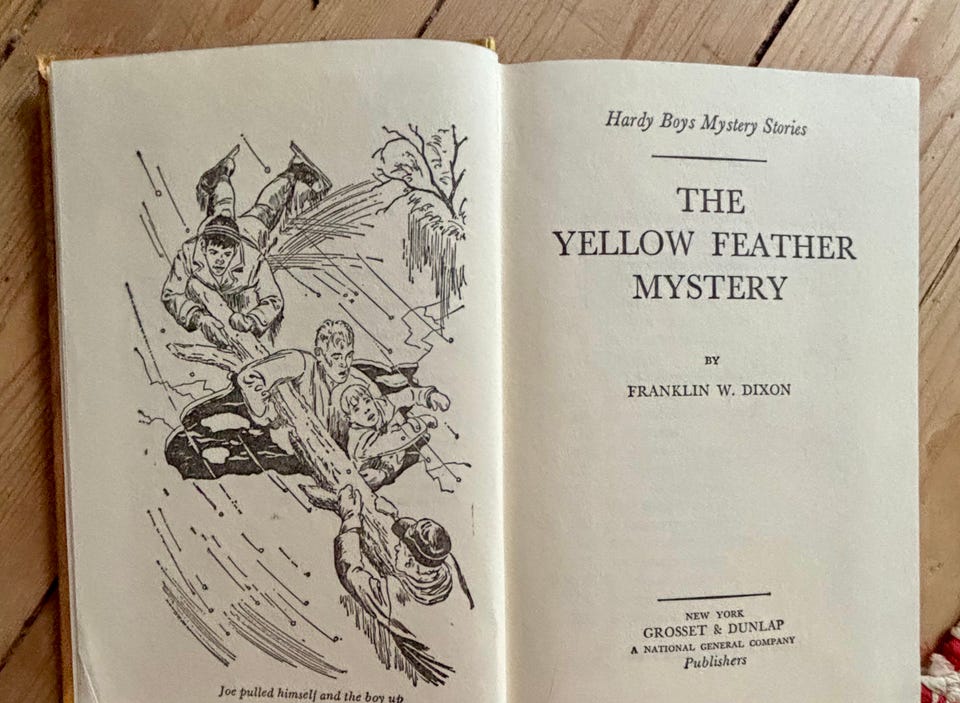 Joe pulled himself and the boy up
Hardy Boys Mystery Stories
THE
YELLOW FEATHER
MYSTERY
BY
FRANKLIN W. DIXON
NEW YORK
GROSSET & DUNLAP
A NATIONAL GENERAL COMPANY
Publishers